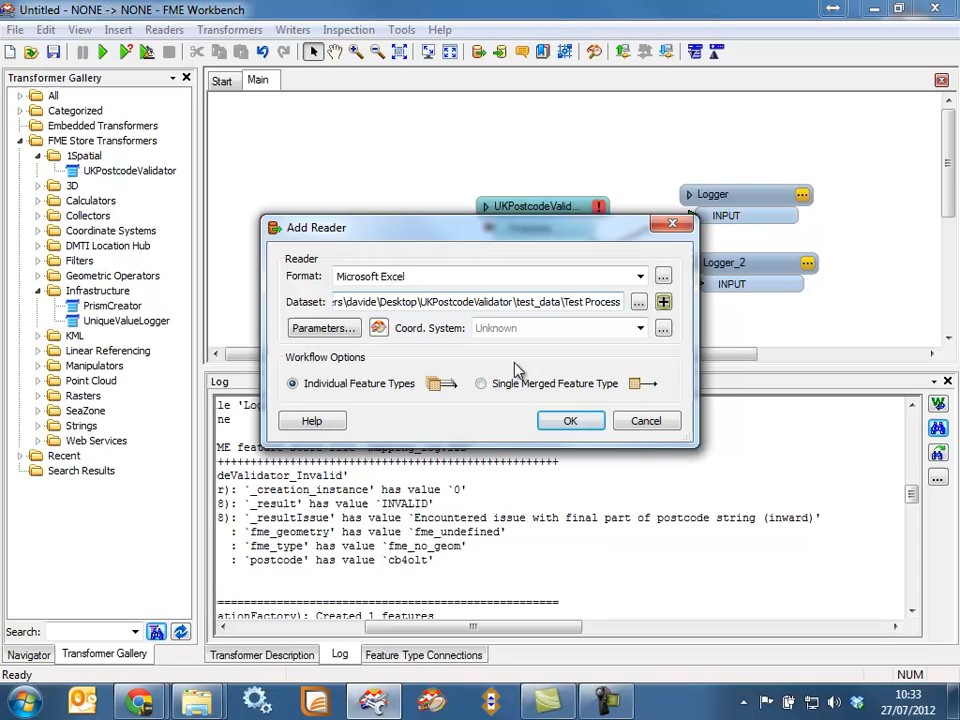 Untitled - NONE -> NONE - FME Workbench
File Edit View Insert Readers Transformers Writers Inspection Tools Help
Transformer Gallery
Start Main
All
Categorized
Embedded Transformers
FME Store Transformers
1Spatial
UKPostcodeValidator
3D
Calculators
Collectors
Coordinate Systems
DMTI Location Hub
Filters
Geometric Operators
Infrastructure
PrismCreator
UniqueValueLogger
KML
Linear Referencing
Manipulators
Point Cloud
Rasters
SeaZone
Strings
Web Services
Recent
Search Results
Search:
Navigator Transformer Gallery
UKPostcodeValid...
Logger
INPUT
Logger_2
INPUT
Add Reader
Reader
Format: Microsoft Excel
Dataset: rs\davide\Desktop\UKPostcodeValidator\test_data\Test Process
Parameters... Coord. System: Unknown
Workflow Options
Individual Feature Types Single Merged Feature Type
Help OK Cancel
Log
le 'Log
ne
++++++++++++++++++++++++++++++++++++++++++++++++++++++
deValidator_Invalid'
r): `_creation_instance' has value `0'
8): `_result' has value `INVALID'
8): `_resultIssue' has value `Encountered issue with final part of postcode string (inward)'
: `fme_geometry' has value `fme_undefined'
: `fme_type' has value `fme_no_geom'
: `postcode' has value `cb4olt'
======================================================
ationFactory): Created 1 features
Transformer Description Log Feature Type Connections
Ready NUM
10:33
27/07/2012